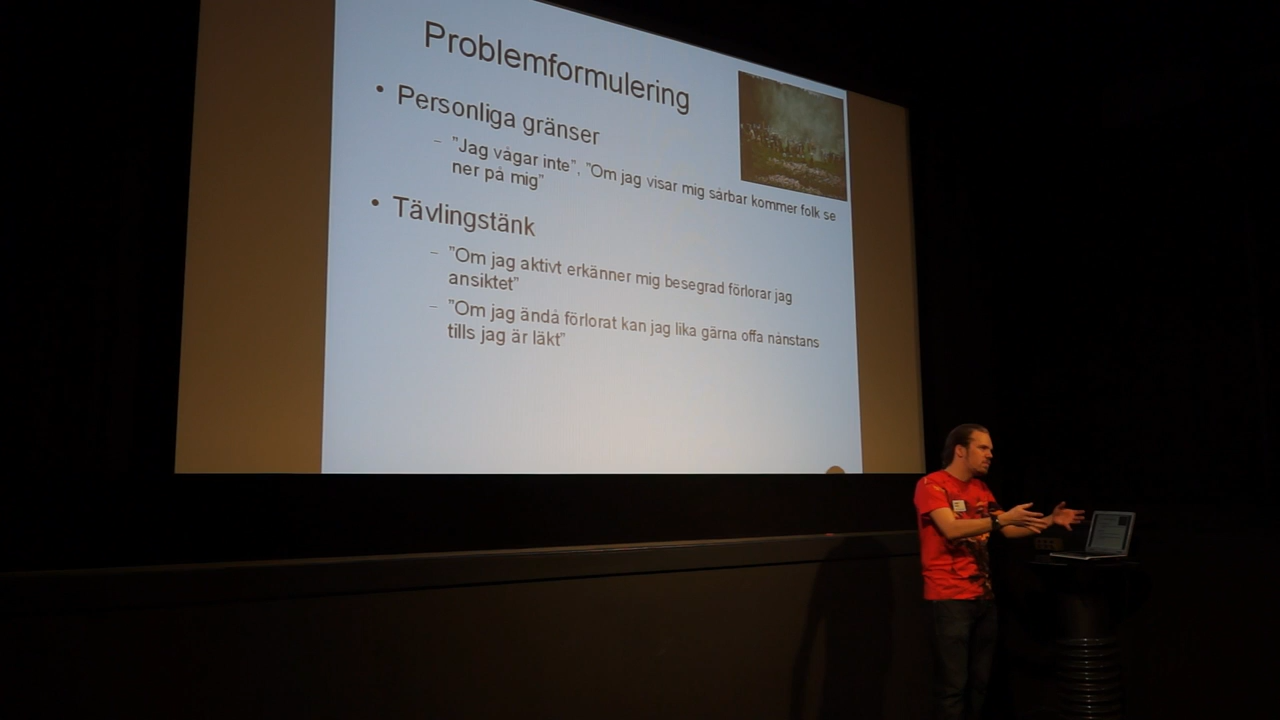 Problemformulering
• Personliga gränser
– ”Jag vågar inte”, ”Om jag visar mig sårbar kommer folk se
ner på mig”
• Tävlingstänk
– ”Om jag aktivt erkänner mig besegrad förlorar jag
ansiktet”
– ”Om jag ändå förlorat kan jag lika gärna offa nånstans
tills jag är läkt”